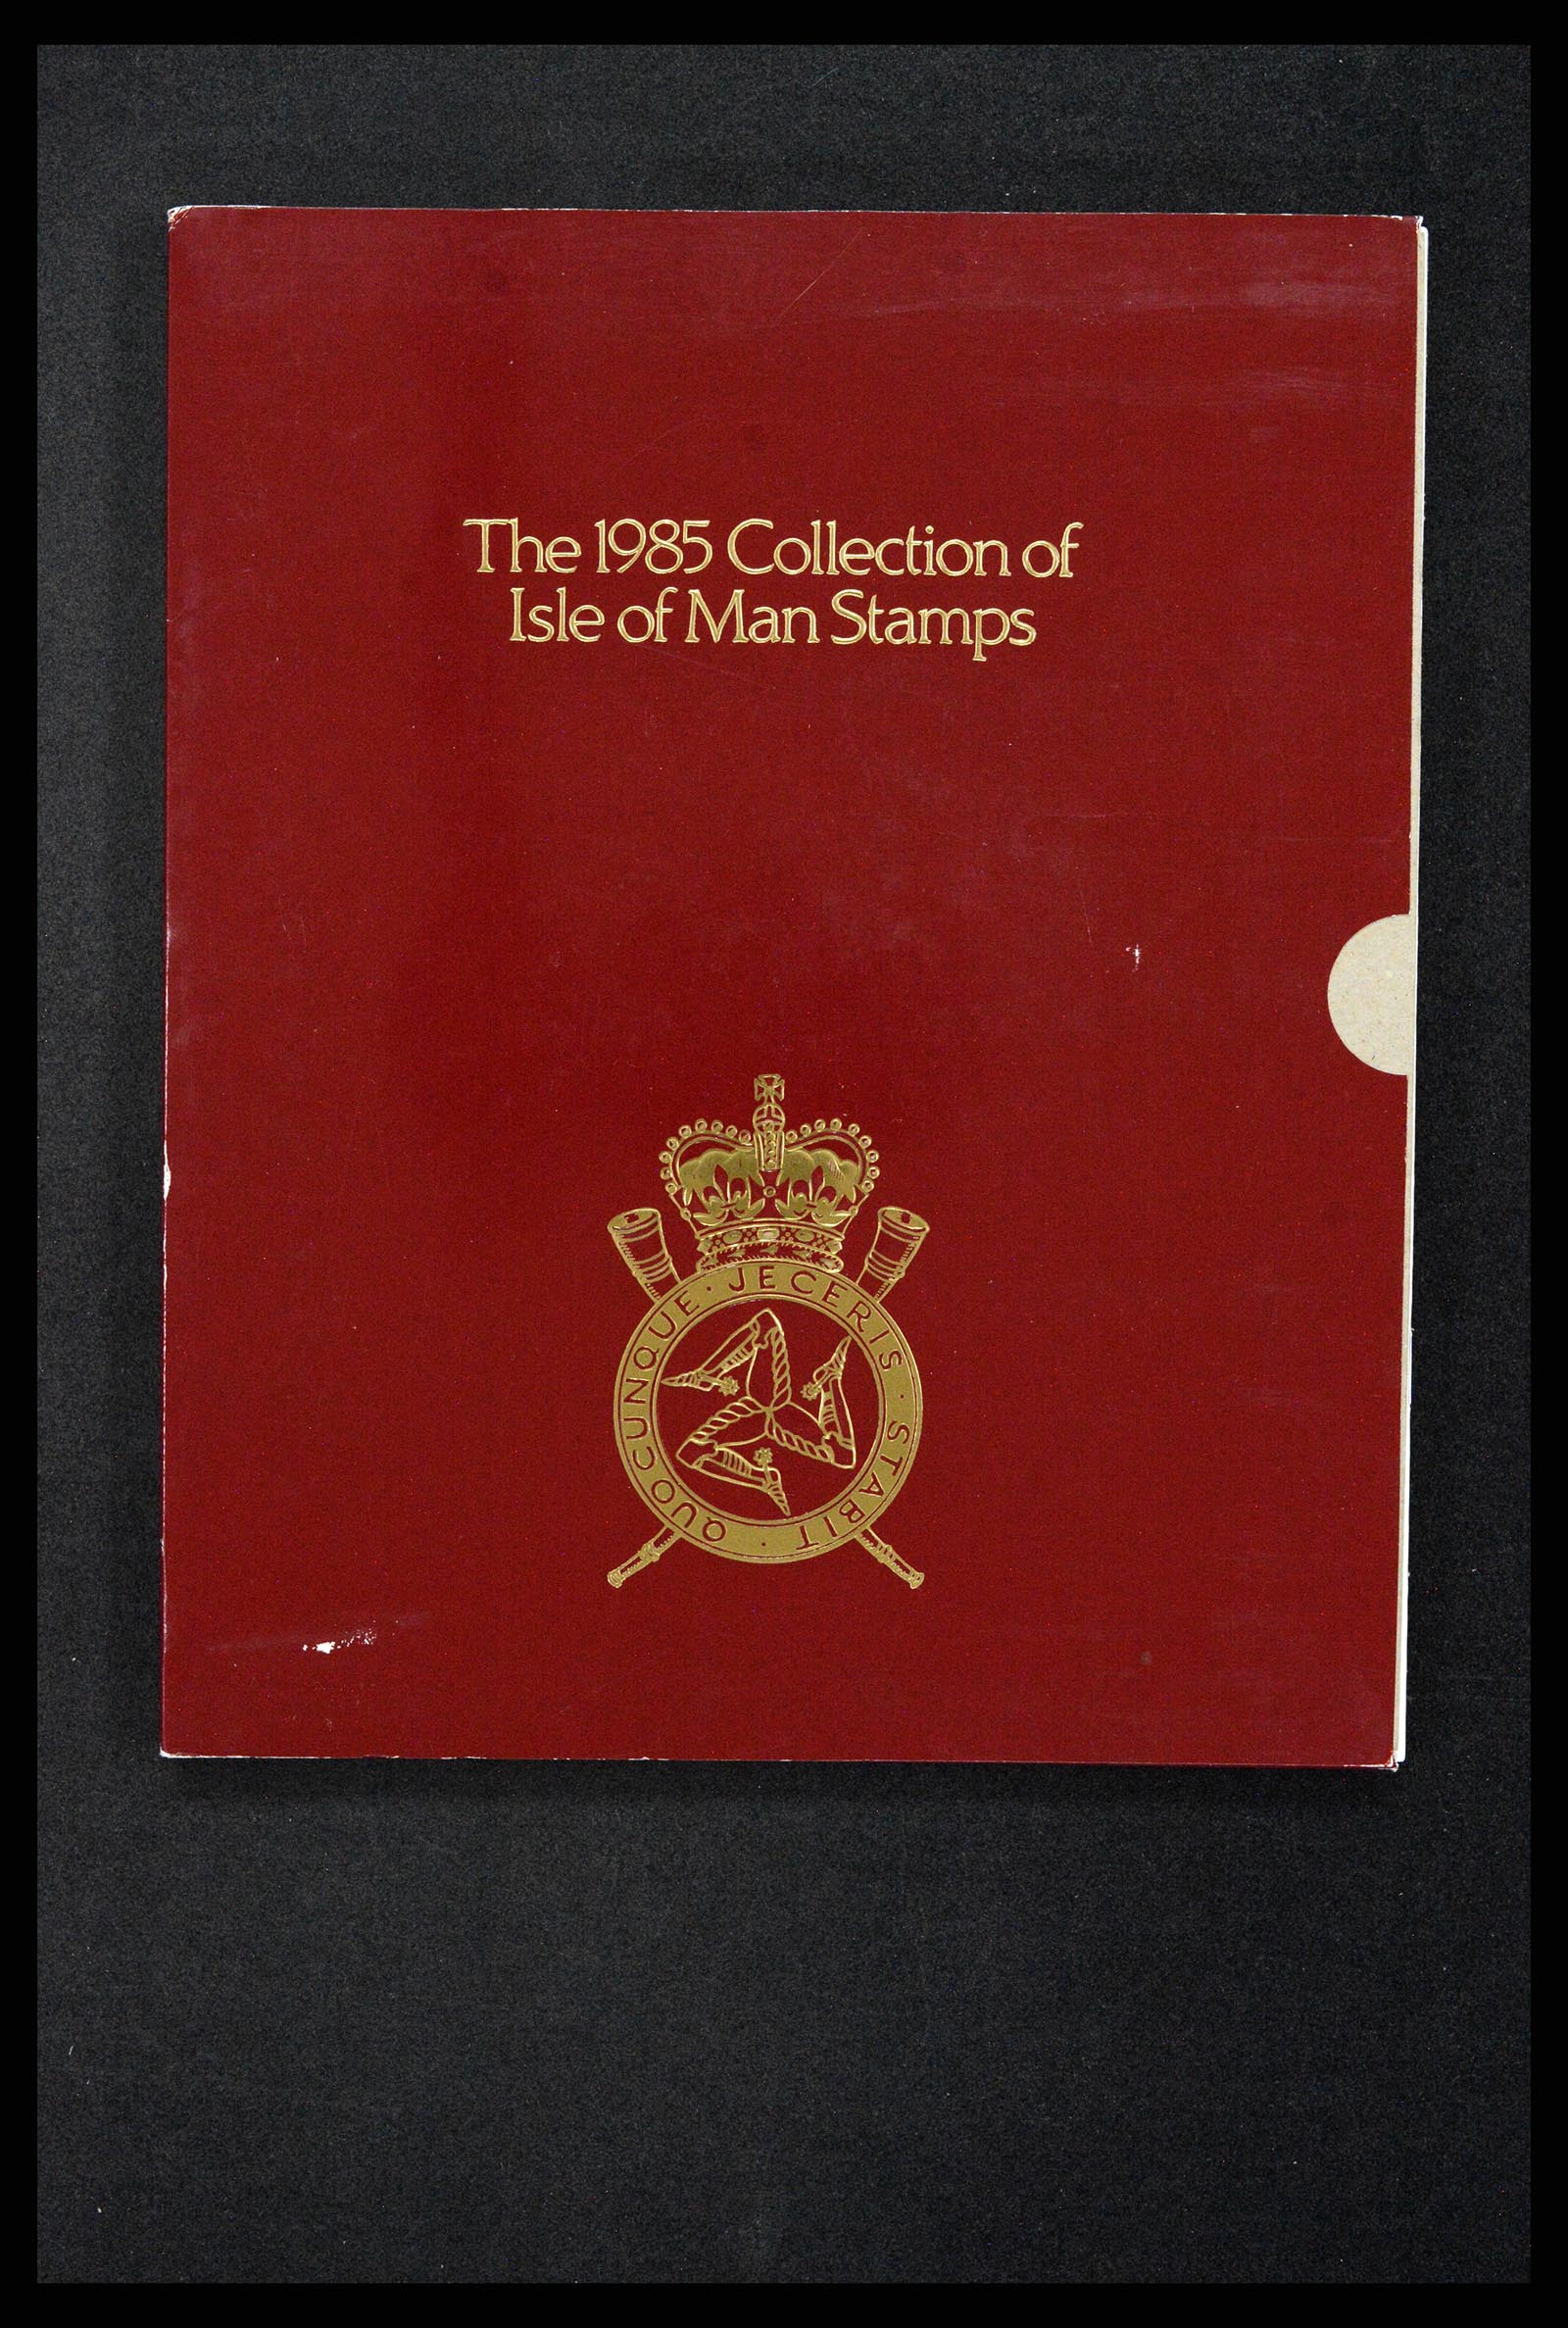 The 1985 Collection of
Isle of Man Stamps
QUOCUNQUE · JECERIS · STABIT ·